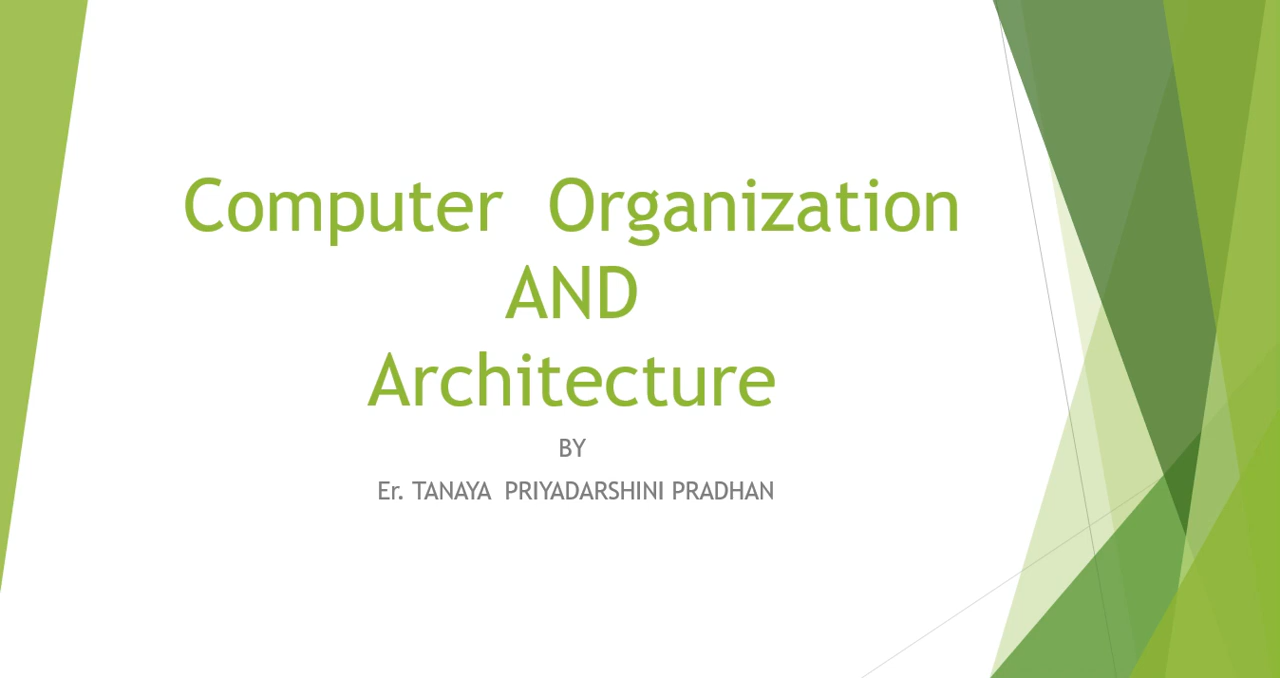 Computer  Organization
AND
Architecture
BY
Er. TANAYA  PRIYADARSHINI PRADHAN